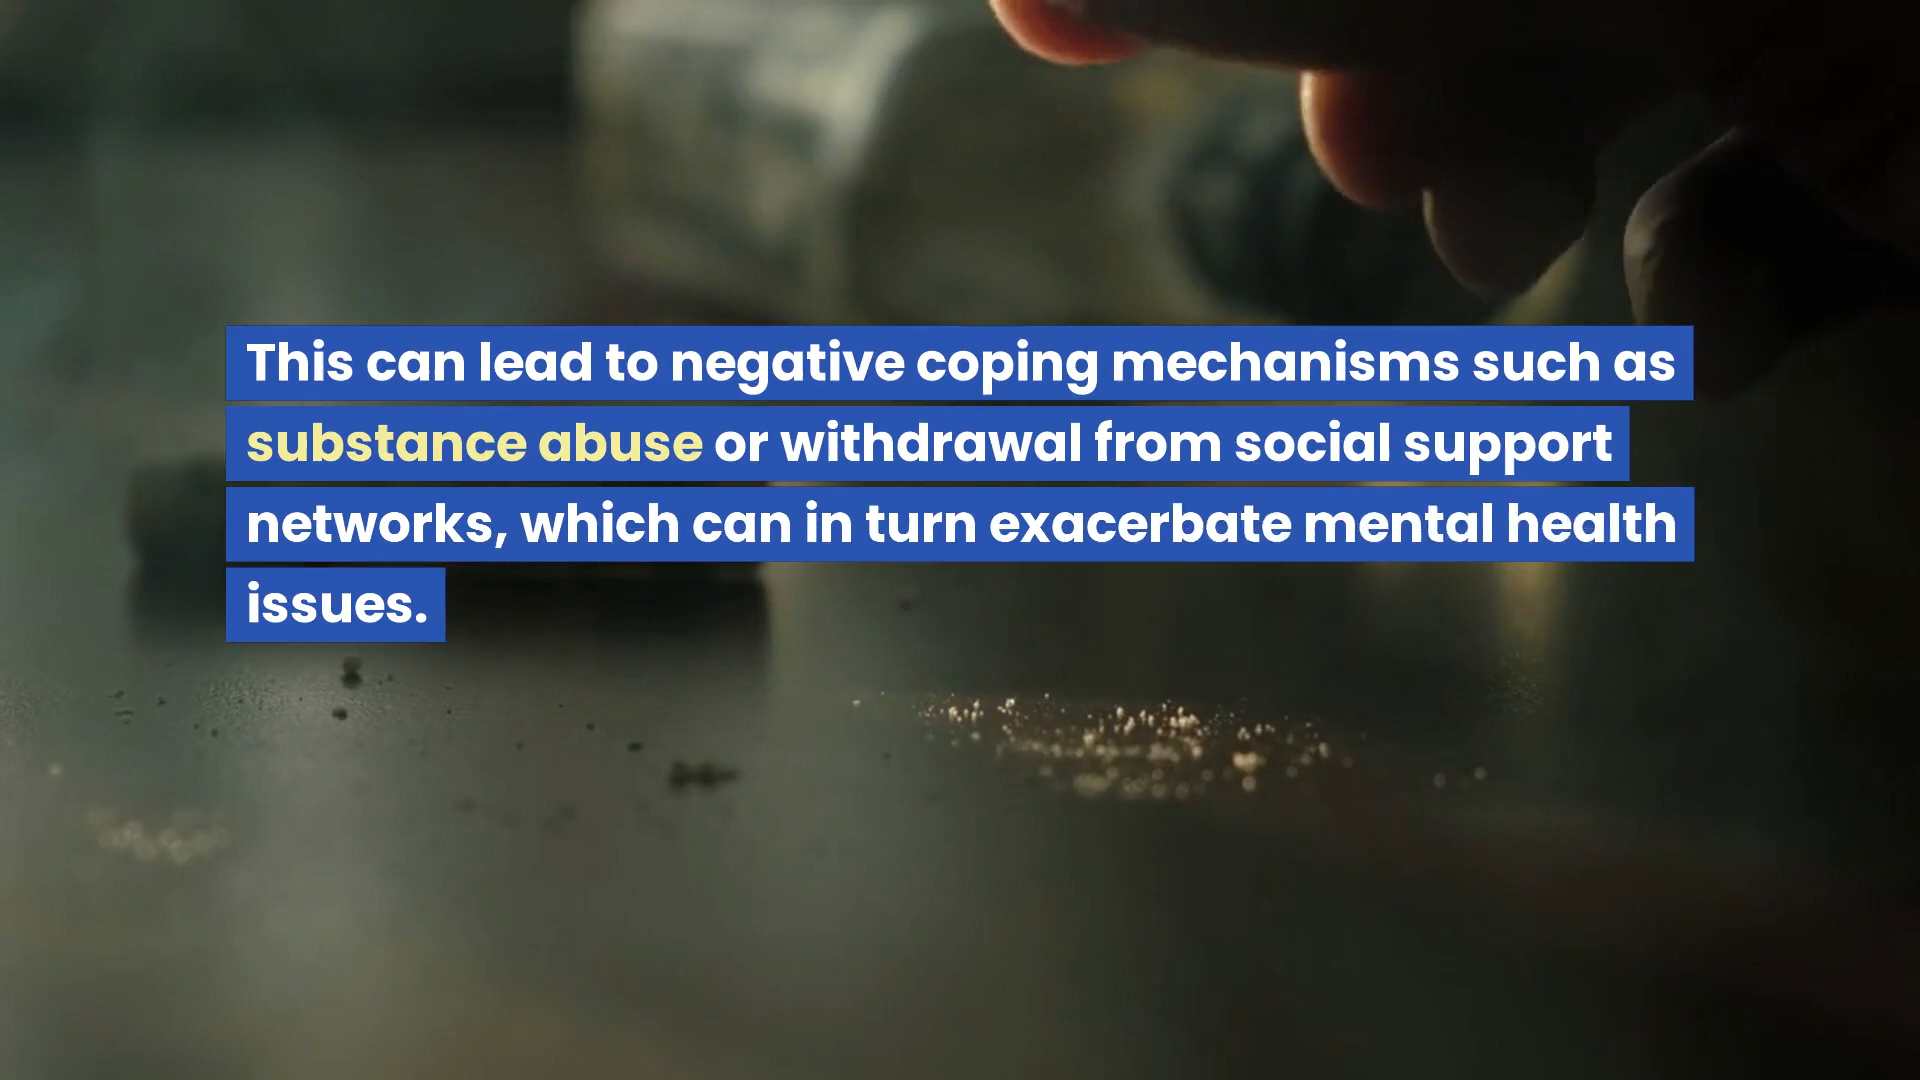 This can lead to negative coping mechanisms such as
substance abuse or withdrawal from social support
networks, which can in turn exacerbate mental health
issues.